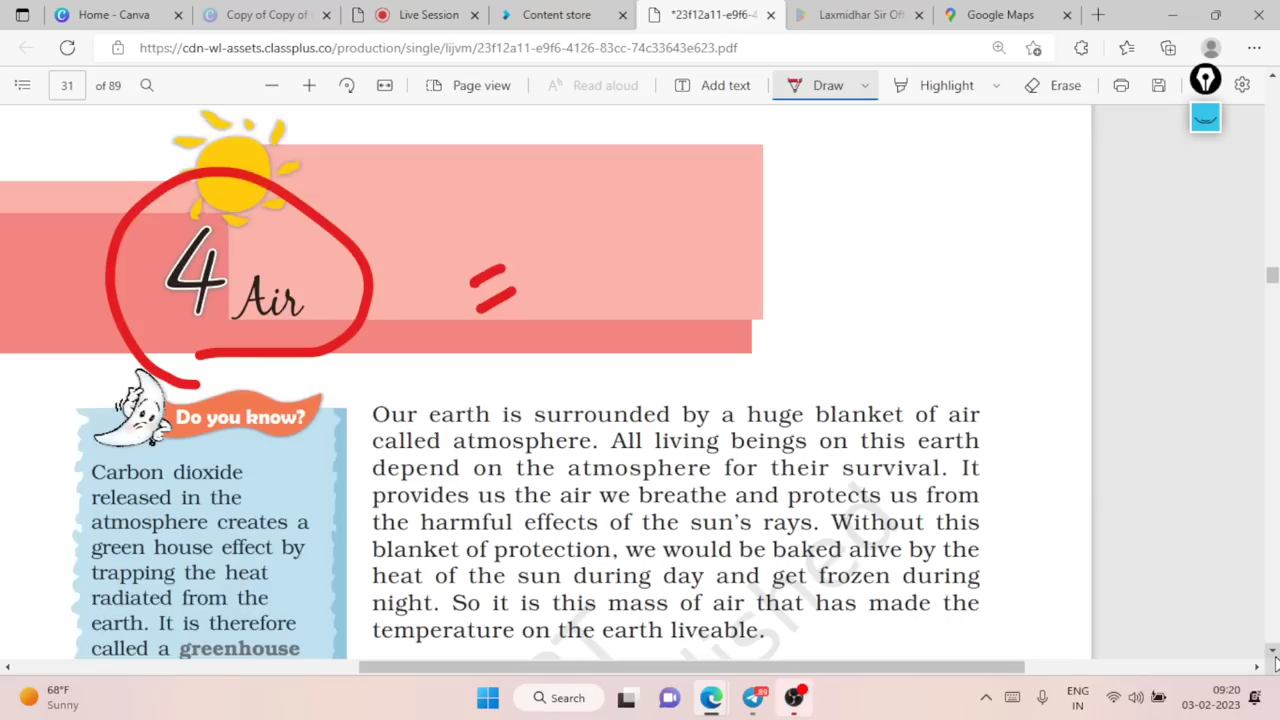 Home - Canva
Copy of Copy of
Live Session
Content store
*23f12a11-e9f6-4
Laxmidhar Sir Off
Google Maps
https://cdn-wl-assets.classplus.co/production/single/lijvm/23f12a11-e9f6-4126-83cc-74c33643e623.pdf
31 of 89
Page view
Read aloud
Add text
Draw
Highlight
Erase
4 Air
=
Do you know?
Carbon dioxide
released in the
atmosphere creates a
green house effect by
trapping the heat
radiated from the
earth. It is therefore
called a greenhouse
Our earth is surrounded by a huge blanket of air
called atmosphere. All living beings on this earth
depend on the atmosphere for their survival. It
provides us the air we breathe and protects us from
the harmful effects of the sun's rays. Without this
blanket of protection, we would be baked alive by the
heat of the sun during day and get frozen during
night. So it is this mass of air that has made the
temperature on the earth liveable.
68°F
Sunny
Search
89
ENG
IN
09:20
03-02-2023